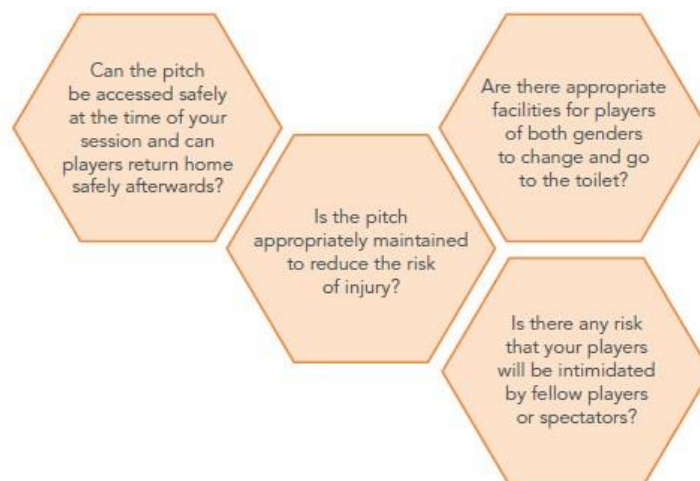 Can the pitch
be accessed safely
at the time of your
session and can
players return home
safely afterwards?
Is the pitch
appropriately maintained
to reduce the risk
of injury?
Are there appropriate
facilities for players
of both genders
to change and go
to the toilet?
Is there any risk
that your players
will be intimidated
by fellow players
or spectators?